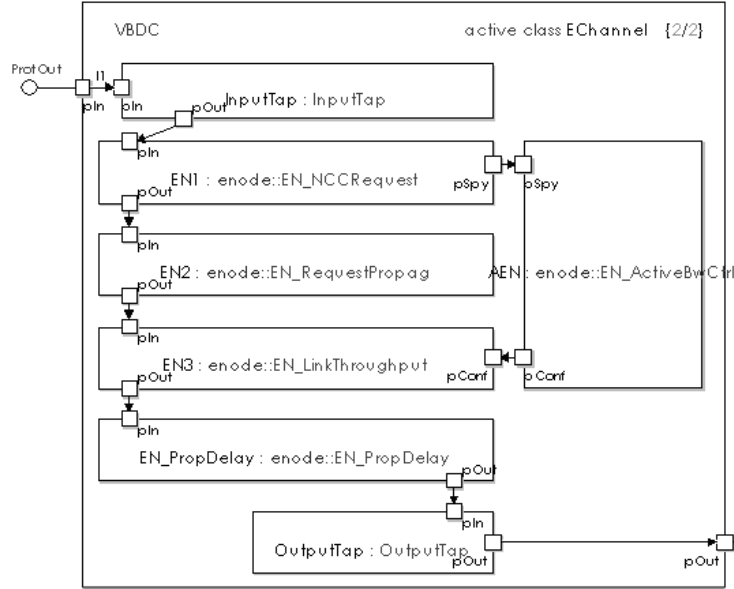 VBDC active class EChannel {2/2}
ProtOut
I1
pIn pIn
InputTap : InputTap
pOut
pIn
EN1 : enode::EN_NCCRequest
pSpy pSpy
pOut
pIn
EN2 : enode::EN_RequestPropag
AEN : enode::EN_ActiveBwCtrl
pOut
pIn
EN3 : enode::EN_LinkThroughput
pOut
pConf pConf
pIn
EN_PropDelay : enode::EN_PropDelay
pOut
pIn
OutputTap : OutputTap
pOut pOut